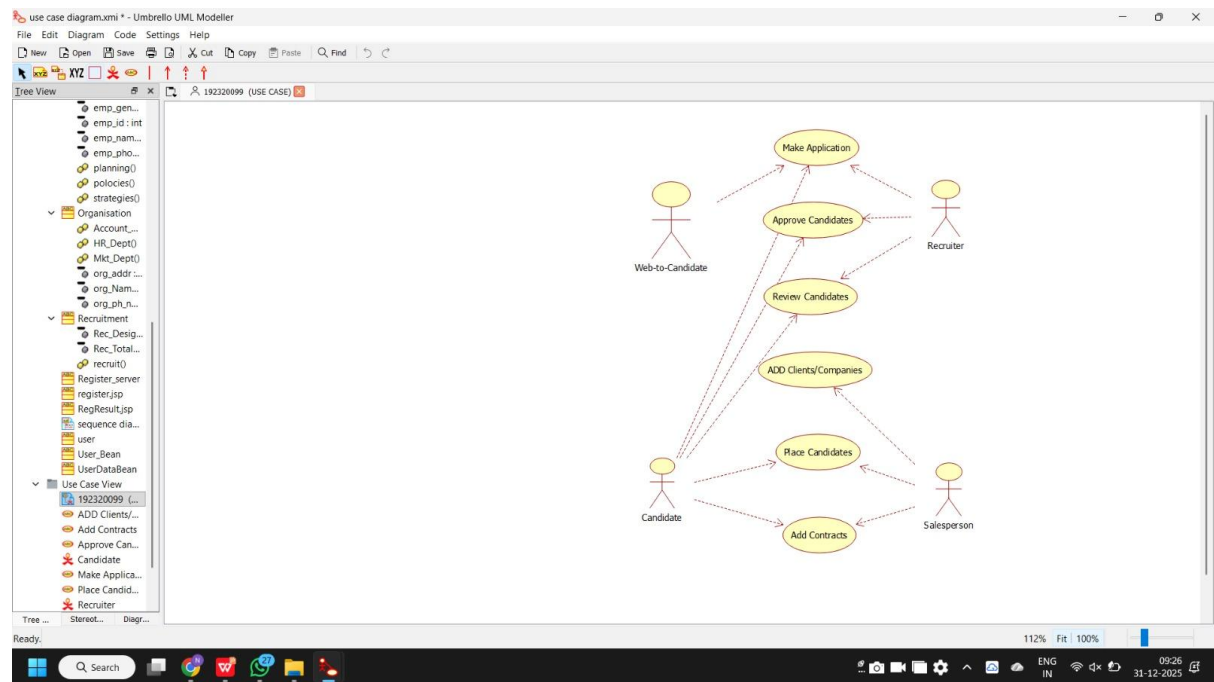 use case diagram.xmi * - Umbrello UML Modeller
File Edit Diagram Code Settings Help
New Open Save Cut Copy Paste Find
XYZ XYZ
Tree View
192320099 (USE CASE)
emp_gen...
emp_id : int
emp_nam...
emp_pho...
planning()
polocies()
strategies()
Organisation
Account_...
HR_Dept()
Mkt_Dept()
org_addr :...
org_Nam...
org_ph_n...
Recruitment
Rec_Desig...
Rec_Total...
recruit()
Register_server
register.jsp
RegResult.jsp
sequence dia...
user
User_Bean
UserDataBean
Use Case View
192320099 (...
ADD Clients/...
Add Contracts
Approve Can...
Candidate
Make Applica...
Place Candid...
Recruiter
Tree ... Stereot... Diagr...
Make Application
Approve Candidates
Recruiter
Web-to-Candidate
Review Candidates
ADD Clients/Companies
Place Candidates
Candidate
Salesperson
Add Contracts
Ready.
112% Fit 100%
Search
27
ENG
IN
09:26
31-12-2025